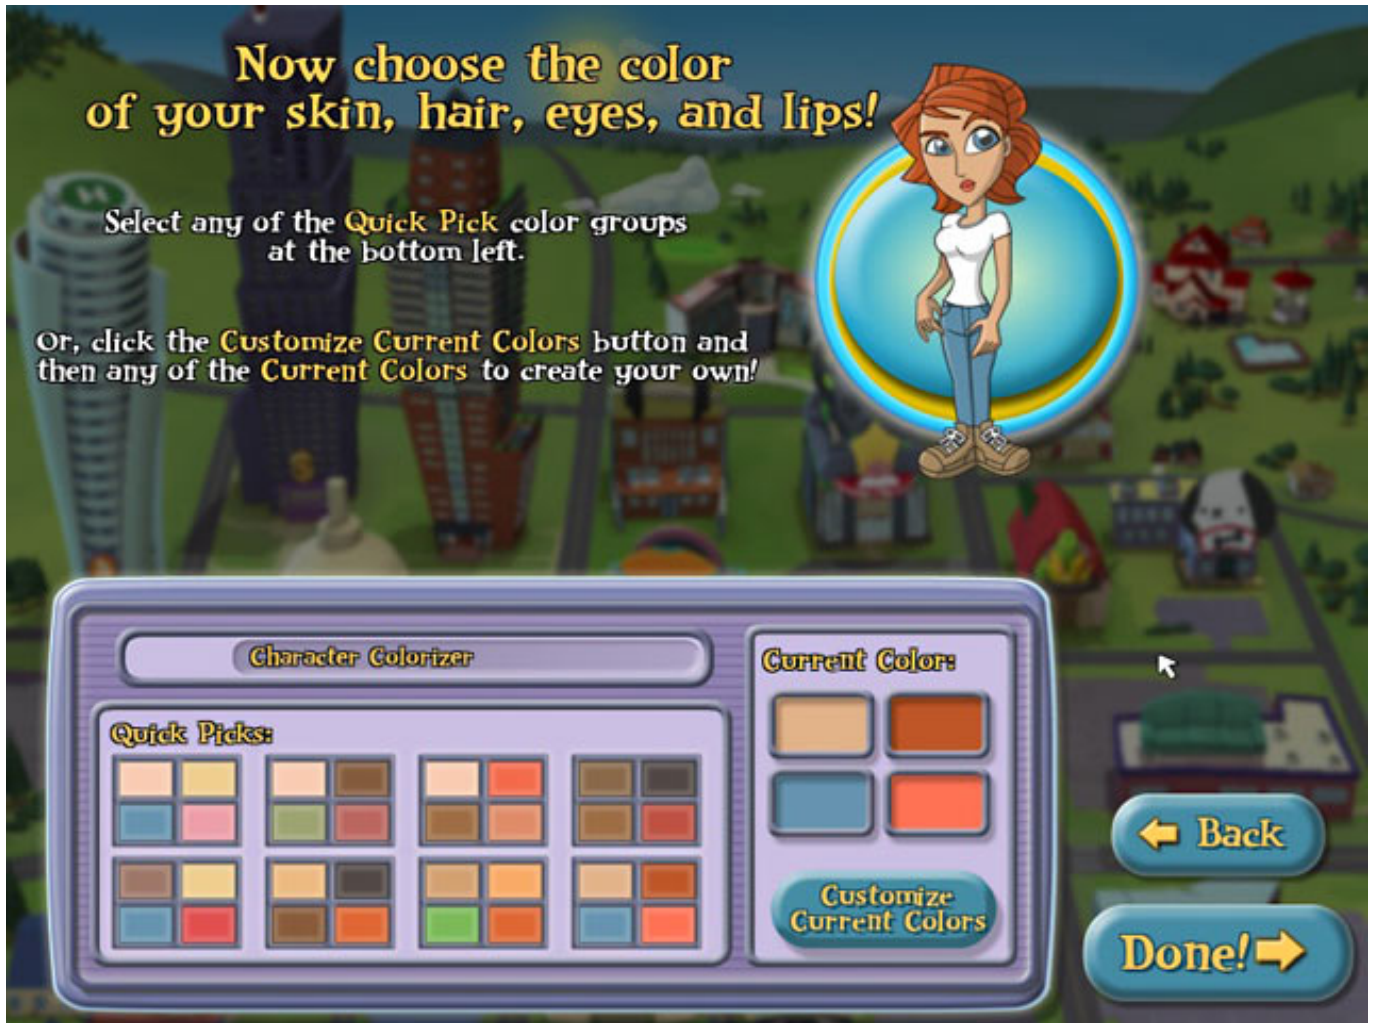 Now choose the color
of your skin, hair, eyes, and lips!
Select any of the Quick Pick color groups
at the bottom left.
Or, click the Customize Current Colors button and
then any of the Current Colors to create your own!
Character Colorizer
Quick Picks:
Current Color:
Customize
Current Colors
Back
Done!
H